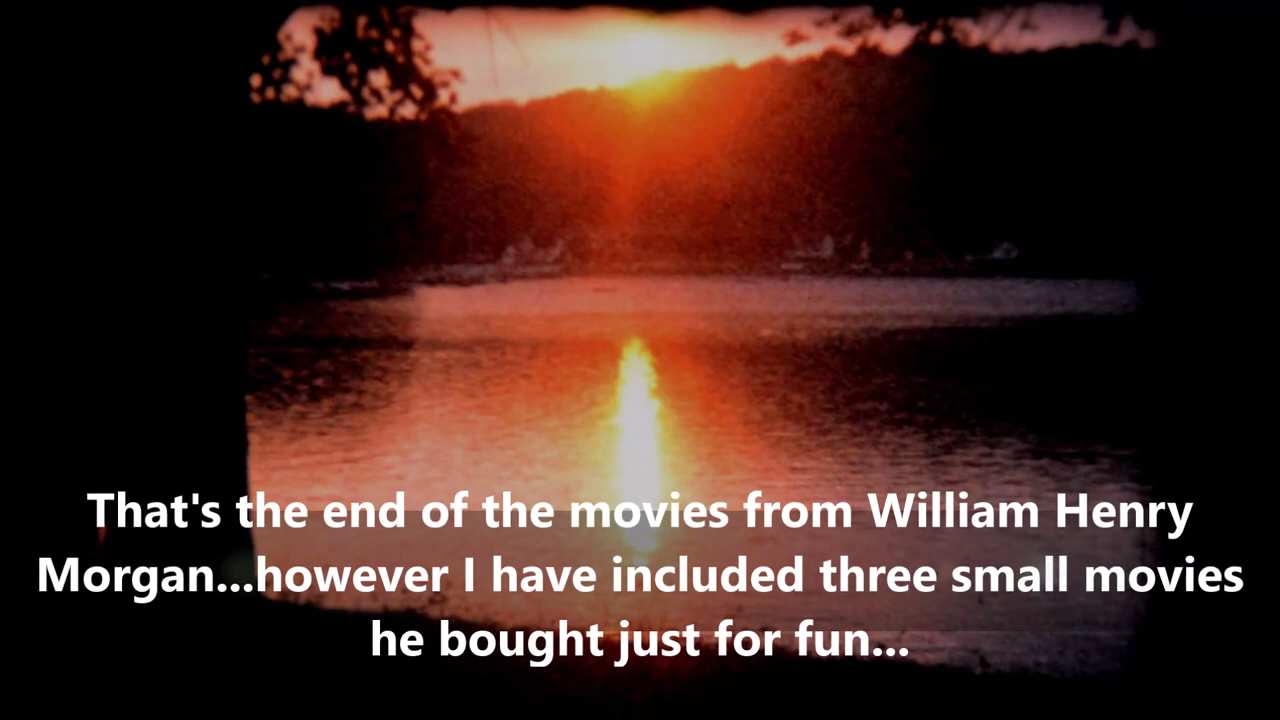 That's the end of the movies from William Henry
Morgan...however I have included three small movies
he bought just for fun...